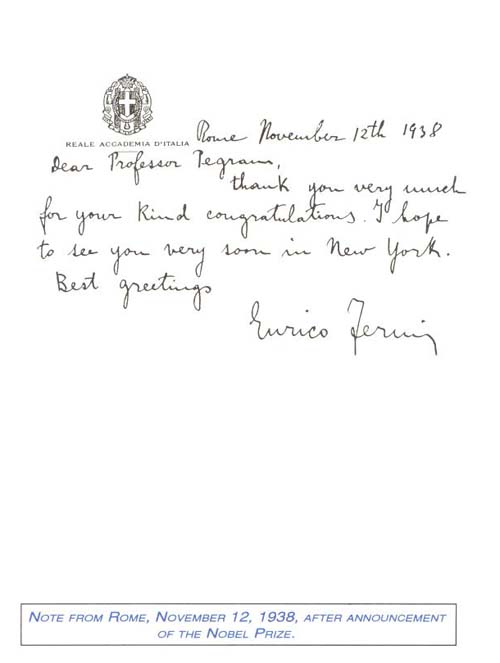 REALE ACCADEMIA D'ITALIA
Rome November 12th 1938
Dear Professor Pegram,
thank you very much
for your kind congratulations. I hope
to see you very soon in New York.
Best greetings
Enrico Fermi
NOTE FROM ROME, NOVEMBER 12, 1938, AFTER ANNOUNCEMENT
OF THE NOBEL PRIZE.